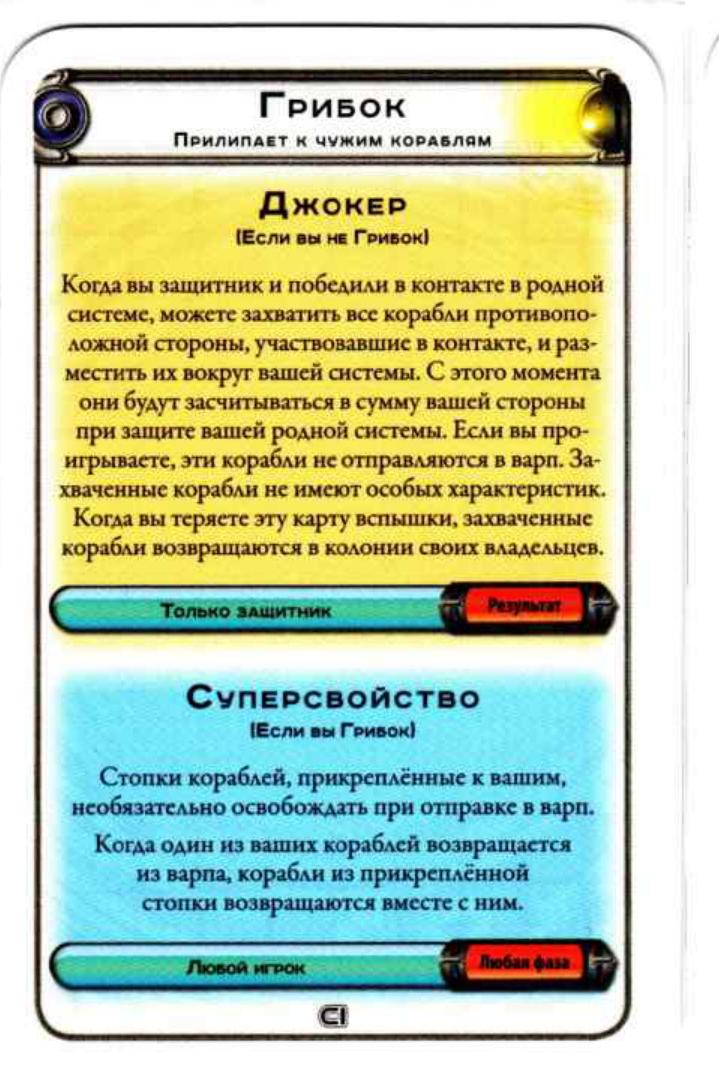 Грибок
Прилипает к чужим кораблям
Джокер
(Если вы не Грибок)
Когда вы защитник и победили в контакте в родной
системе, можете захватить все корабли противопо-
ложной стороны, участвовавшие в контакте, и раз-
местить их вокруг вашей системы. С этого момента
они будут засчитываться в сумму вашей стороны
при защите вашей родной системы. Если вы про-
игрываете, эти корабли не отправляются в варп. За-
хваченные корабли не имеют особых характеристик.
Когда вы теряете эту карту вспышки, захваченные
корабли возвращаются в колонии своих владельцев.
Только защитник Результат
Суперсвойство
(Если вы Грибок)
Стопки кораблей, прикреплённые к вашим,
необязательно освобождать при отправке в варп.
Когда один из ваших кораблей возвращается
из варпа, корабли из прикреплённой
стопки возвращаются вместе с ним.
Любой игрок Любая фаза
CI